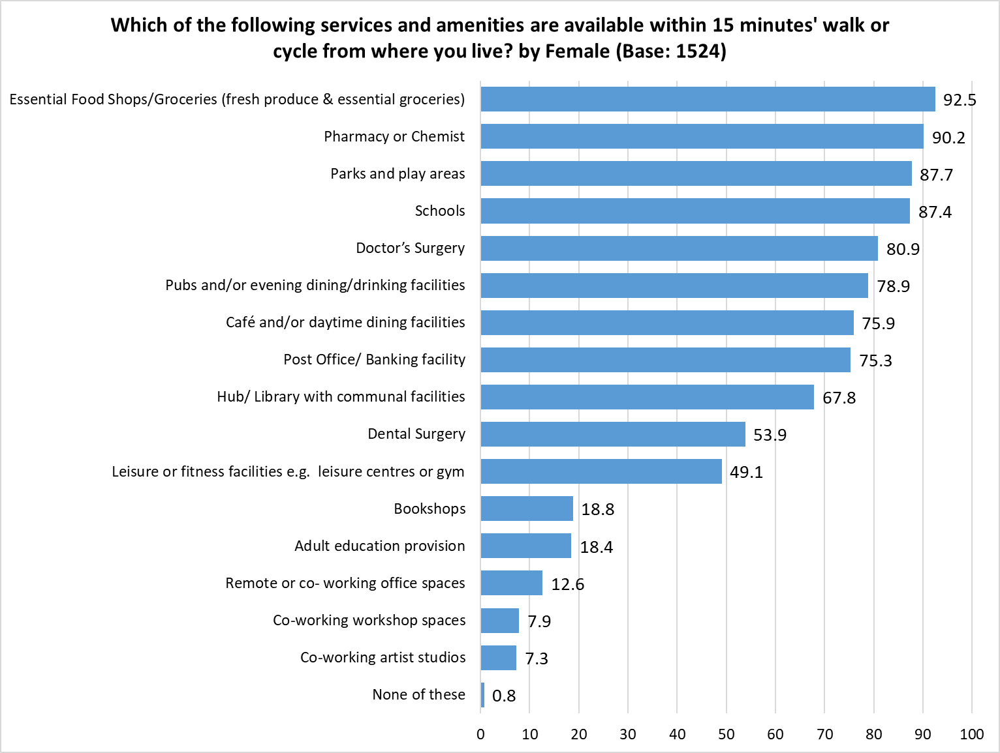 Which of the following services and amenities are available within 15 minutes' walk or
cycle from where you live? by Female (Base: 1524)
Essential Food Shops/Groceries (fresh produce & essential groceries) 92.5
Pharmacy or Chemist 90.2
Parks and play areas 87.7
Schools 87.4
Doctor’s Surgery 80.9
Pubs and/or evening dining/drinking facilities 78.9
Café and/or daytime dining facilities 75.9
Post Office/ Banking facility 75.3
Hub/ Library with communal facilities 67.8
Dental Surgery 53.9
Leisure or fitness facilities e.g.  leisure centres or gym 49.1
Bookshops 18.8
Adult education provision 18.4
Remote or co- working office spaces 12.6
Co-working workshop spaces 7.9
Co-working artist studios 7.3
None of these 0.8
0 10 20 30 40 50 60 70 80 90 100